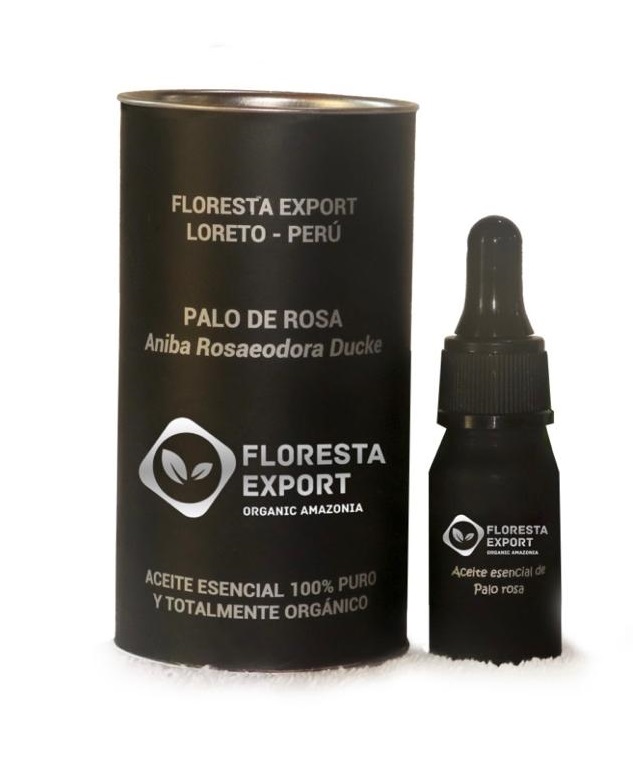 FLORESTA EXPORT
LORETO - PERÚ
PALO DE ROSA
Aniba Rosaeodora Ducke
FLORESTA
EXPORT
ORGANIC AMAZONIA
ACEITE ESENCIAL 100% PURO
Y TOTALMENTE ORGÁNICO
FLORESTA
EXPORT
ORGANIC AMAZONIA
Aceite esencial de
Palo rosa